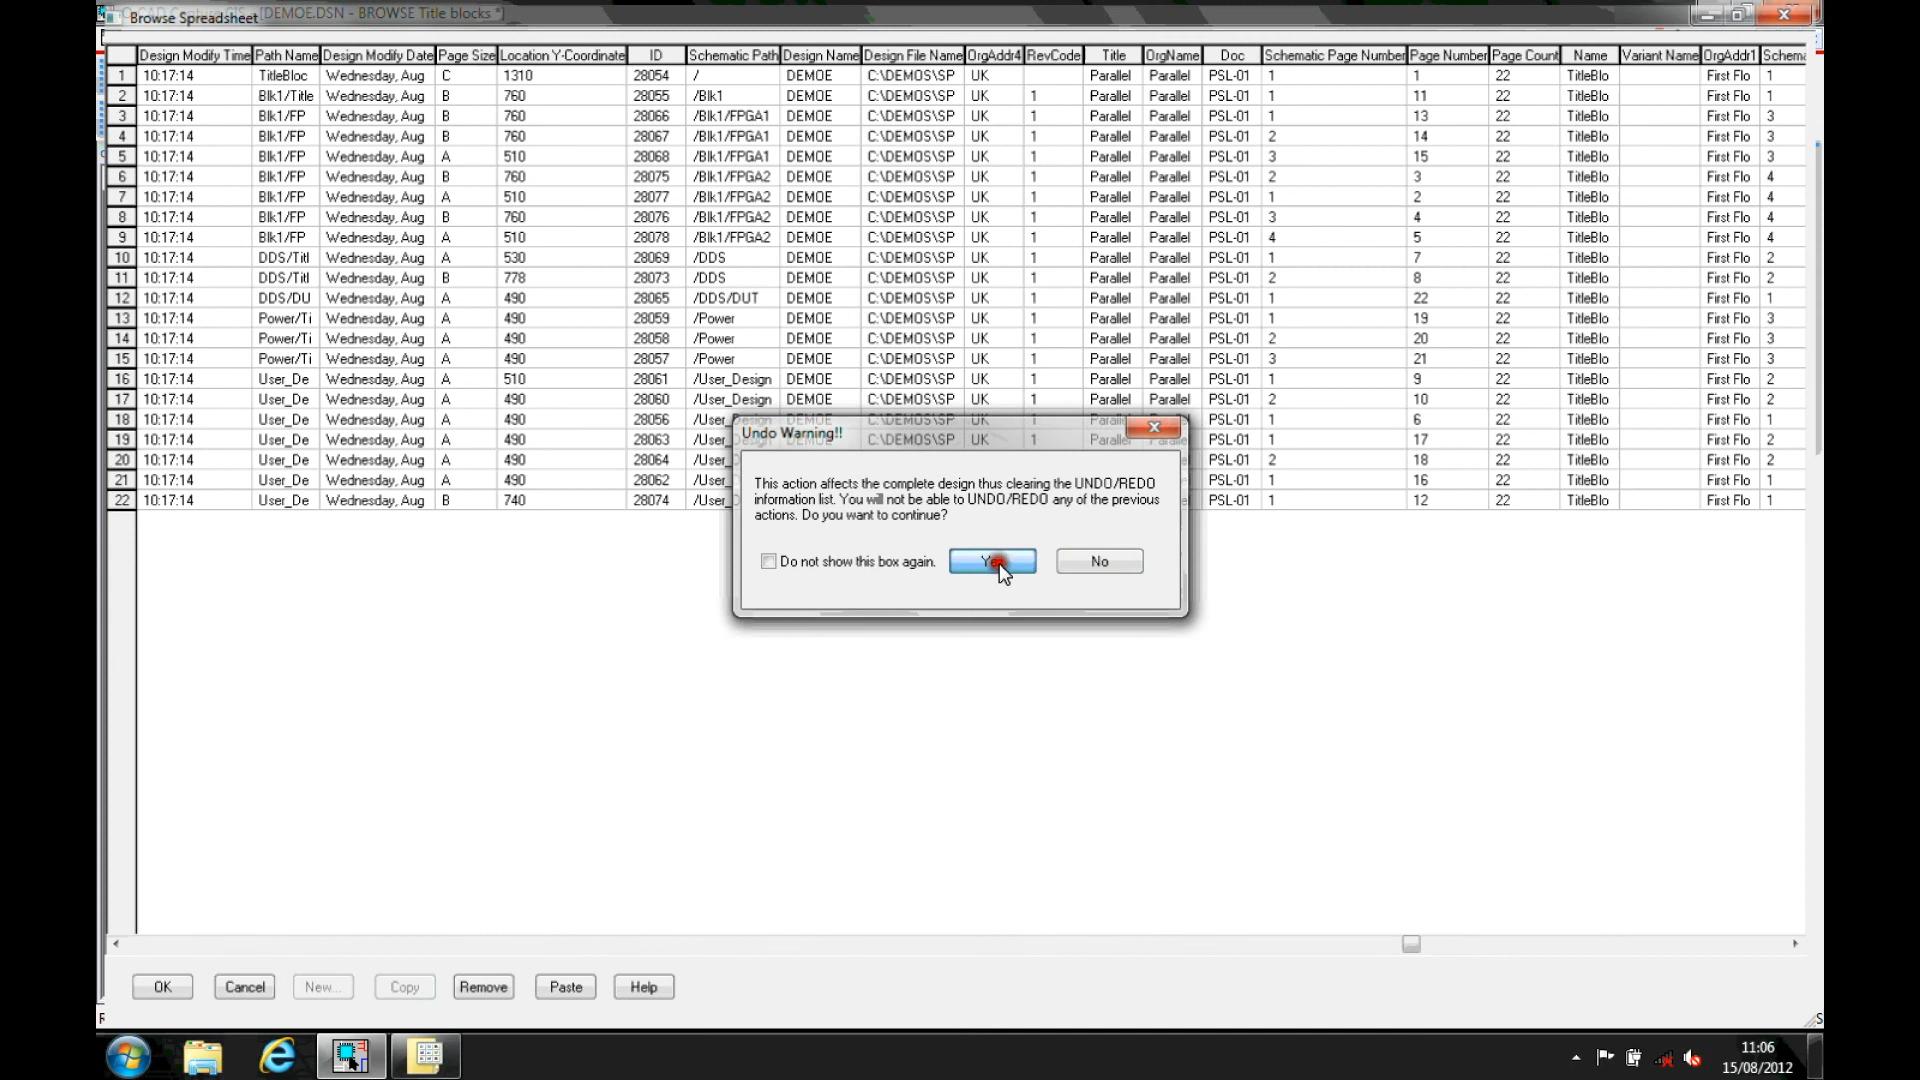 Browse Spreadsheet [DEMOE.DSN - BROWSE Title blocks *]
Design Modify Time Path Name Design Modify Date Page Size Location Y-Coordinate ID Schematic Path Design Name Design File Name OrgAddr4 RevCode Title OrgName Doc Schematic Page Number Page Number Page Count Name Variant Name OrgAddr1 Schema
1 10:17:14 TitleBloc Wednesday, Aug C 1310 28054 / DEMOE C:\DEMOS\SP UK Parallel Parallel PSL-01 1 1 22 TitleBlo First Flo 1
2 10:17:14 Blk1/Title Wednesday, Aug B 760 28055 /Blk1 DEMOE C:\DEMOS\SP UK 1 Parallel Parallel PSL-01 1 11 22 TitleBlo First Flo 1
3 10:17:14 Blk1/FP Wednesday, Aug B 760 28066 /Blk1/FPGA1 DEMOE C:\DEMOS\SP UK 1 Parallel Parallel PSL-01 1 13 22 TitleBlo First Flo 3
4 10:17:14 Blk1/FP Wednesday, Aug B 760 28067 /Blk1/FPGA1 DEMOE C:\DEMOS\SP UK 1 Parallel Parallel PSL-01 2 14 22 TitleBlo First Flo 3
5 10:17:14 Blk1/FP Wednesday, Aug A 510 28068 /Blk1/FPGA1 DEMOE C:\DEMOS\SP UK 1 Parallel Parallel PSL-01 3 15 22 TitleBlo First Flo 3
6 10:17:14 Blk1/FP Wednesday, Aug B 760 28075 /Blk1/FPGA2 DEMOE C:\DEMOS\SP UK 1 Parallel Parallel PSL-01 2 3 22 TitleBlo First Flo 4
7 10:17:14 Blk1/FP Wednesday, Aug A 510 28077 /Blk1/FPGA2 DEMOE C:\DEMOS\SP UK 1 Parallel Parallel PSL-01 1 2 22 TitleBlo First Flo 4
8 10:17:14 Blk1/FP Wednesday, Aug B 760 28076 /Blk1/FPGA2 DEMOE C:\DEMOS\SP UK 1 Parallel Parallel PSL-01 3 4 22 TitleBlo First Flo 4
9 10:17:14 Blk1/FP Wednesday, Aug A 510 28078 /Blk1/FPGA2 DEMOE C:\DEMOS\SP UK 1 Parallel Parallel PSL-01 4 5 22 TitleBlo First Flo 4
10 10:17:14 DDS/Titl Wednesday, Aug A 530 28069 /DDS DEMOE C:\DEMOS\SP UK 1 Parallel Parallel PSL-01 1 7 22 TitleBlo First Flo 2
11 10:17:14 DDS/Titl Wednesday, Aug B 778 28073 /DDS DEMOE C:\DEMOS\SP UK 1 Parallel Parallel PSL-01 2 8 22 TitleBlo First Flo 2
12 10:17:14 DDS/DU Wednesday, Aug A 490 28065 /DDS/DUT DEMOE C:\DEMOS\SP UK 1 Parallel Parallel PSL-01 1 22 22 TitleBlo First Flo 1
13 10:17:14 Power/Ti Wednesday, Aug A 490 28059 /Power DEMOE C:\DEMOS\SP UK 1 Parallel Parallel PSL-01 1 19 22 TitleBlo First Flo 3
14 10:17:14 Power/Ti Wednesday, Aug A 490 28058 /Power DEMOE C:\DEMOS\SP UK 1 Parallel Parallel PSL-01 2 20 22 TitleBlo First Flo 3
15 10:17:14 Power/Ti Wednesday, Aug A 490 28057 /Power DEMOE C:\DEMOS\SP UK 1 Parallel Parallel PSL-01 3 21 22 TitleBlo First Flo 3
16 10:17:14 User_De Wednesday, Aug A 510 28061 /User_Design DEMOE C:\DEMOS\SP UK 1 Parallel Parallel PSL-01 1 9 22 TitleBlo First Flo 2
17 10:17:14 User_De Wednesday, Aug A 490 28060 /User_Design DEMOE C:\DEMOS\SP UK 1 Parallel Parallel PSL-01 2 10 22 TitleBlo First Flo 2
18 10:17:14 User_De Wednesday, Aug A 490 28056 /User_Design DEMOE C:\DEMOS\SP UK 1 Parallel Parallel PSL-01 1 6 22 TitleBlo First Flo 1
19 10:17:14 User_De Wednesday, Aug A 490 28063 /User_D DEMOE C:\DEMOS\SP UK 1 Parallel Parallel PSL-01 1 17 22 TitleBlo First Flo 2
20 10:17:14 User_De Wednesday, Aug A 490 28064 /User_ PSL-01 2 18 22 TitleBlo First Flo 2
21 10:17:14 User_De Wednesday, Aug A 490 28062 /User_ PSL-01 1 16 22 TitleBlo First Flo 1
22 10:17:14 User_De Wednesday, Aug B 740 28074 /User_ PSL-01 1 12 22 TitleBlo First Flo 1
Undo Warning!!
This action affects the complete design thus clearing the UNDO/REDO
information list. You will not be able to UNDO/REDO any of the previous
actions. Do you want to continue?
Do not show this box again. Yes No
OK Cancel New... Copy Remove Paste Help
11:06
15/08/2012